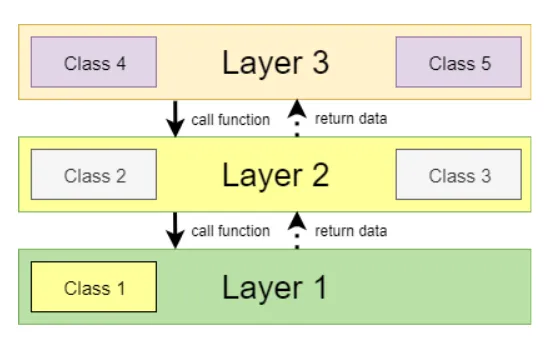 Class 4
Layer 3
Class 5
call function
return data
Class 2
Layer 2
Class 3
call function
return data
Class 1
Layer 1